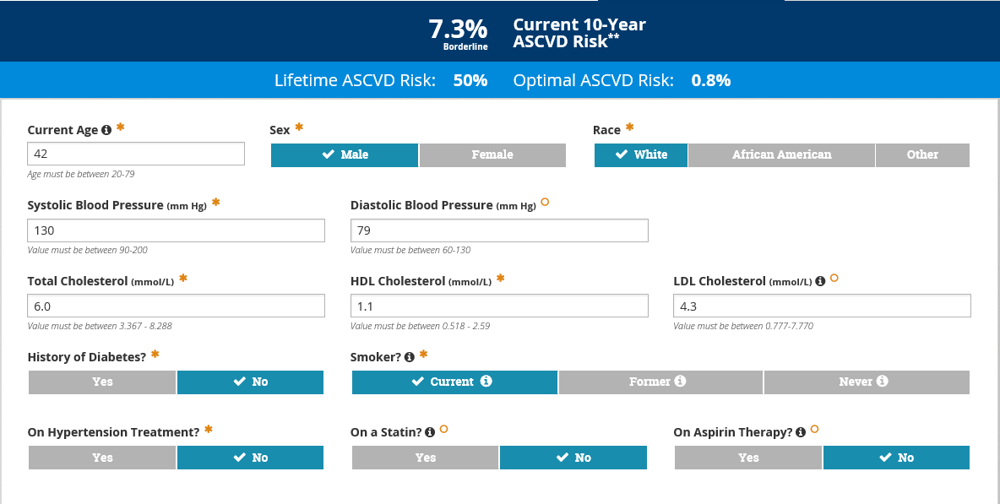 7.3% Current 10-Year
Borderline ASCVD Risk**
Lifetime ASCVD Risk: 50% Optimal ASCVD Risk: 0.8%
Current Age * Sex * Race *
42 Male Female White African American Other
Age must be between 20-79
Systolic Blood Pressure (mm Hg) * Diastolic Blood Pressure (mm Hg)
130 79
Value must be between 90-200 Value must be between 60-130
Total Cholesterol (mmol/L) * HDL Cholesterol (mmol/L) * LDL Cholesterol (mmol/L)
6.0 1.1 4.3
Value must be between 3.367 - 8.288 Value must be between 0.518 - 2.59 Value must be between 0.777-7.770
History of Diabetes? * Smoker? *
Yes No Current Former Never
On Hypertension Treatment? * On a Statin? On Aspirin Therapy?
Yes No Yes No Yes No